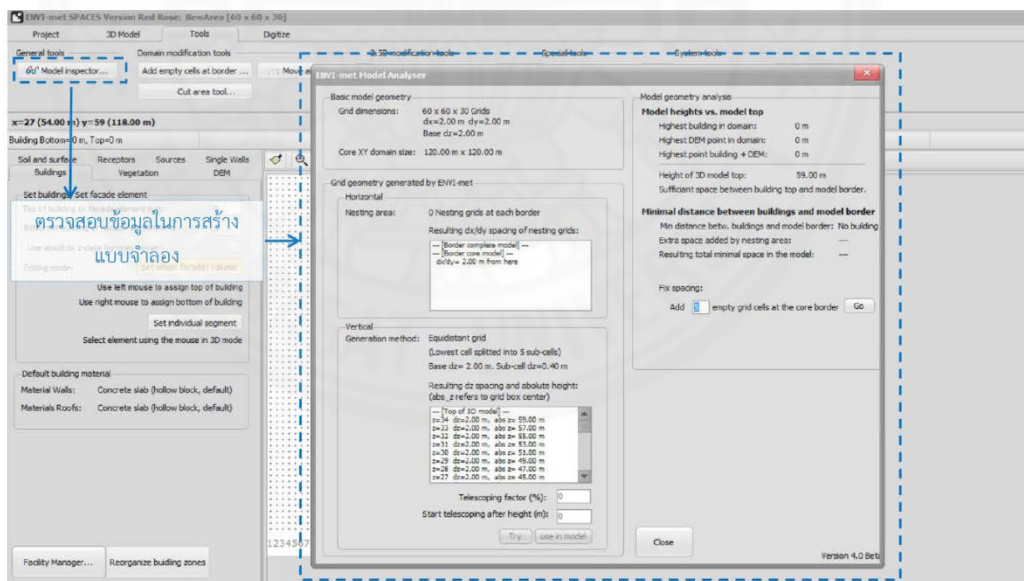 ENVI-met SPACES Version Red Rose: NewArea [60 x 60 x 30]
Project 3D Model Tools Digitize
General tools Domain modification tools 2.5D modification tools Special tools System tools
Model inspector... Add empty cells at border ... Move a
Cut area tool...
x=27 (54.00 m) y=59 (118.00 m)
Building Bottom=0 m, Top=0 m
Soil and surface Receptors Sources Single Walls
Buildings Vegetation DEM
Set building/ Set facade element
ตรวจสอบข้อมูลในการสร้าง
แบบจำลอง
Use left mouse to assign top of building
Use right mouse to assign bottom of building
Set individual segment
Select element using the mouse in 3D mode
Default building material
Material Walls: Concrete slab (hollow block, default)
Materials Roofs: Concrete slab (hollow block, default)
Facility Manager... Reorganize buiding zones
1234567
ENVI-met Model Analyser
Basic model geometry
Grid dimensions: 60 x 60 x 30 Grids
dx=2.00 m dy=2.00 m
Base dz=2.00 m
Core XY domain size: 120.00 m x 120.00 m
Grid geometry generated by ENVI-met
Horizontal
Nesting area: 0 Nesting grids at each border
Resulting dx/dy spacing of nesting grids:
--- [Border complete model] ---
--- [Border core model] ---
dx/dy= 2.00 m from here
Vertical
Generation method: Equidistant grid
(Lowest cell splitted into 5 sub-cells)
Base dz= 2.00 m. Sub-cell dz=0.40 m
Resulting dz spacing and abolute height:
(abs_z refers to grid box center)
--- [Top of 3D model] ---
z=34 dz=2.00 m, abs z= 59.00 m
z=33 dz=2.00 m, abs z= 57.00 m
z=32 dz=2.00 m, abs z= 55.00 m
z=31 dz=2.00 m, abs z= 53.00 m
z=30 dz=2.00 m, abs z= 51.00 m
z=29 dz=2.00 m, abs z= 49.00 m
z=28 dz=2.00 m, abs z= 47.00 m
z=27 dz=2.00 m, abs z= 45.00 m
Telescoping factor (%): 0
Start telescoping after height (m): 0
Try use in model
Model geometry analysis
Model heights vs. model top
Highest building in domain: 0 m
Highest DEM point in domain: 0 m
Highest point building + DEM: 0 m
Height of 3D model top: 59.00 m
Sufficient space between building top and model border.
Minimal distance between buildings and model border
Min distance betw. buildings and model border: No building
Extra space added by nesting area: ---
Resulting total minimal space in the model: ---
Fix spacing:
Add 5 empty grid cells at the core border Go
Close
Version 4.0 Beta